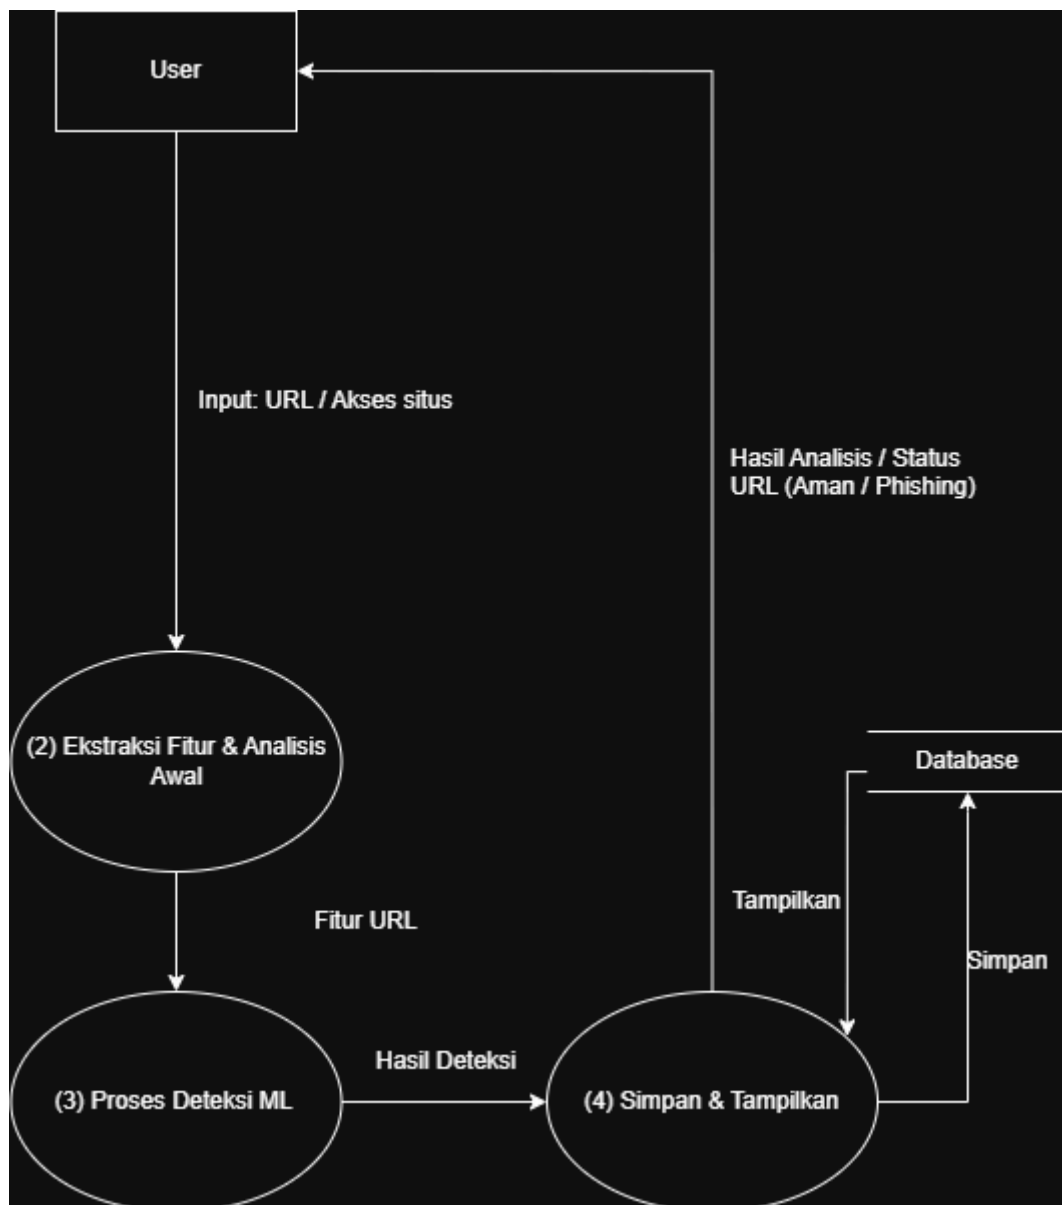 User
Input: URL / Akses situs
Hasil Analisis / Status
URL (Aman / Phishing)
(2) Ekstraksi Fitur & Analisis
Awal
Database
Tampilkan
Fitur URL
Simpan
Hasil Deteksi
(3) Proses Deteksi ML
(4) Simpan & Tampilkan